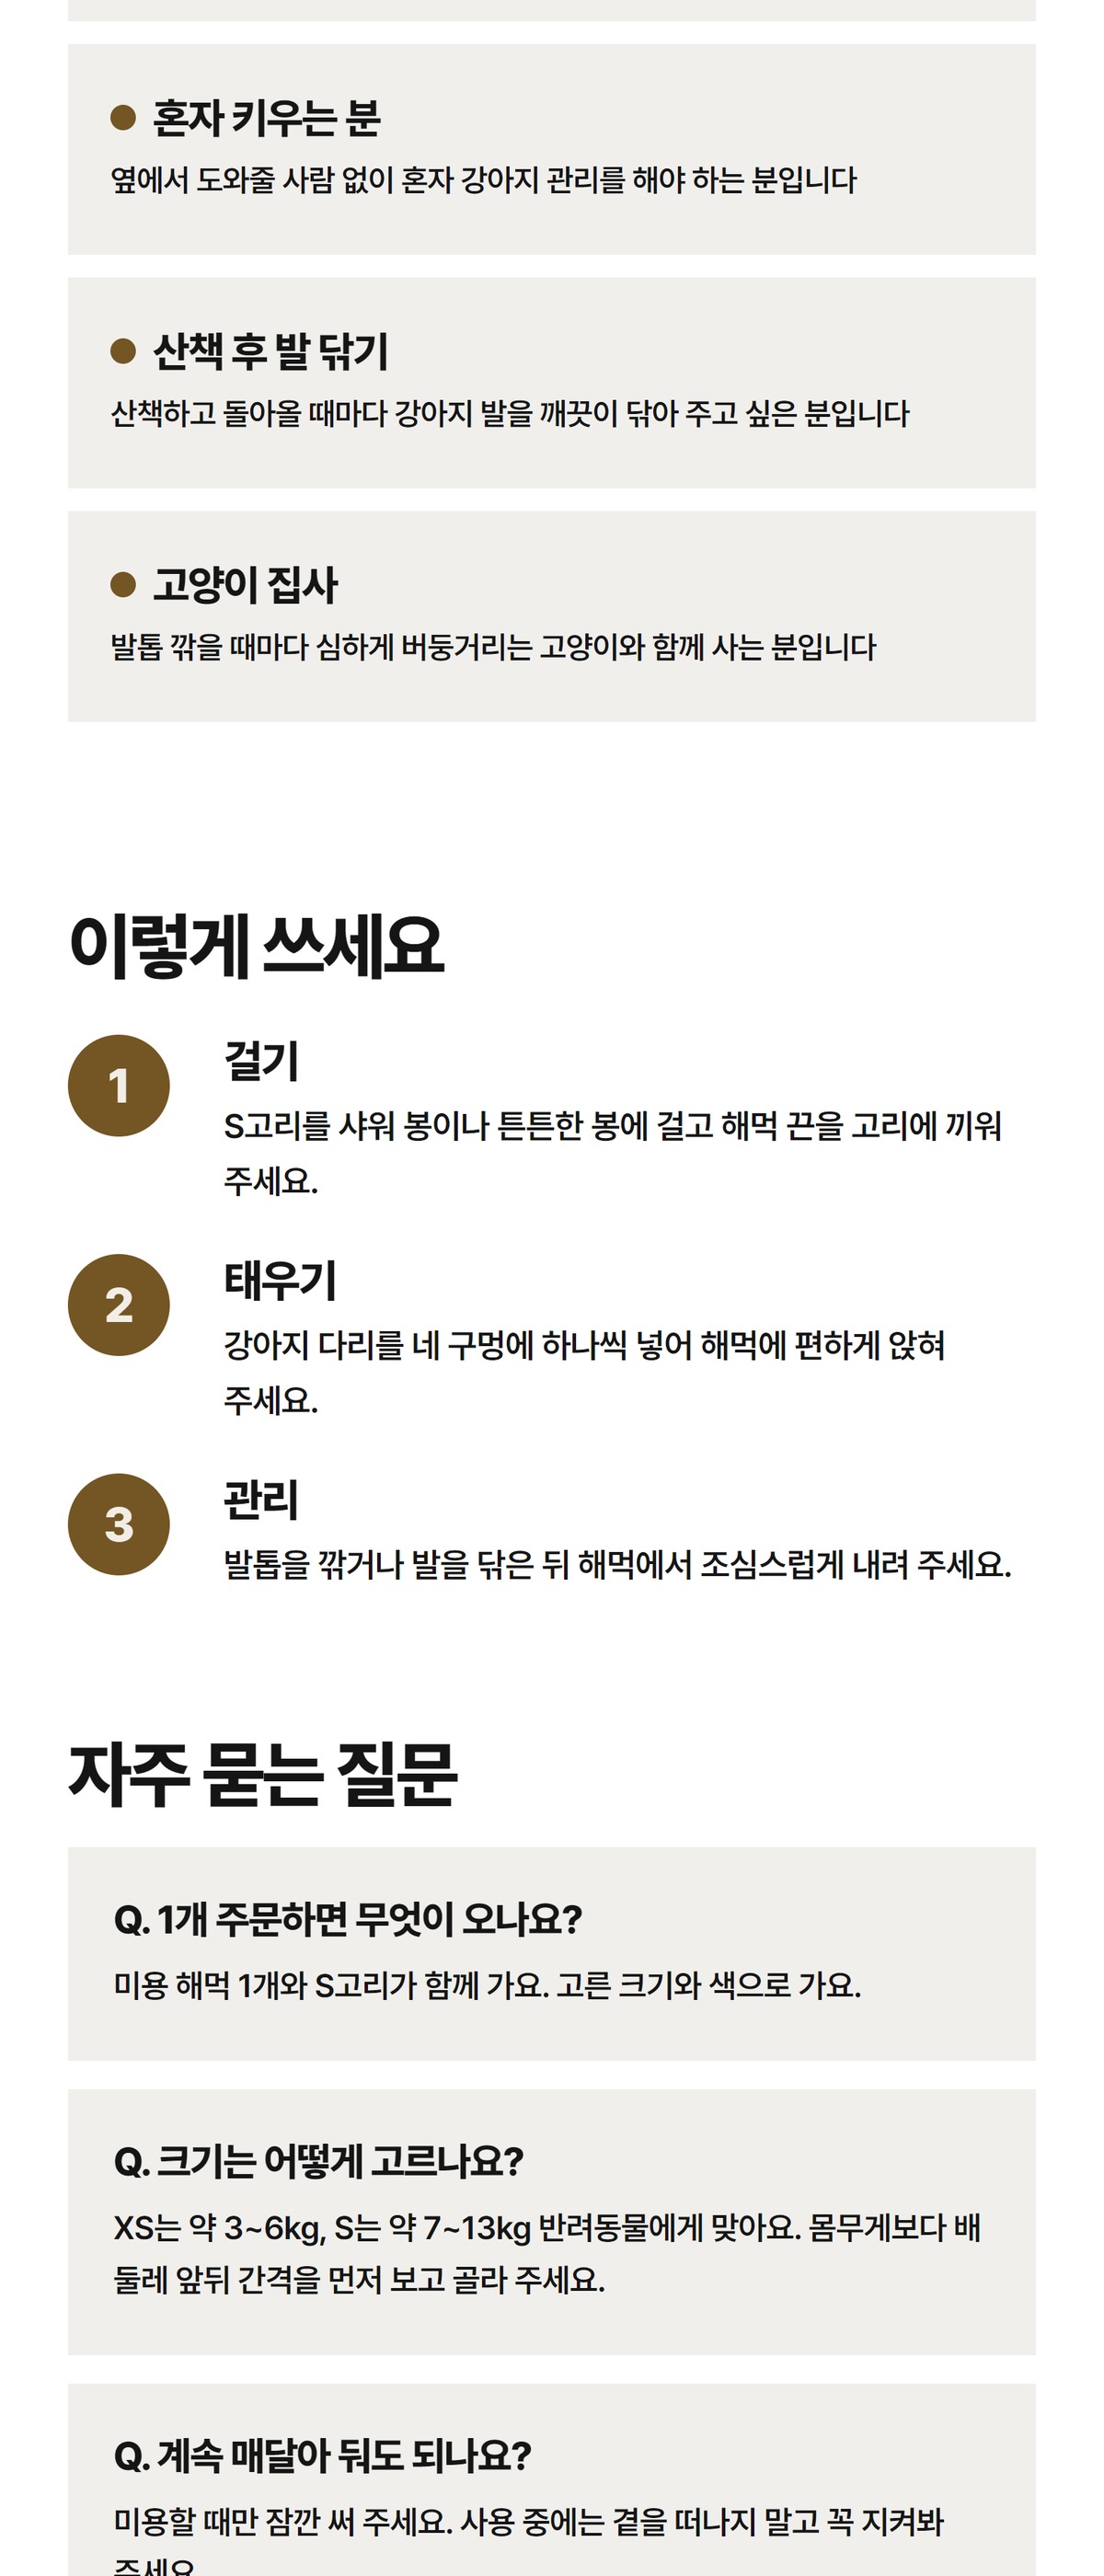 혼자 키우는 분
옆에서 도와줄 사람 없이 혼자 강아지 관리를 해야 하는 분입니다
산책 후 발 닦기
산책하고 돌아올 때마다 강아지 발을 깨끗이 닦아 주고 싶은 분입니다
고양이 집사
발톱 깎을 때마다 심하게 버둥거리는 고양이와 함께 사는 분입니다
이렇게 쓰세요
1
걸기
S고리를 샤워 봉이나 튼튼한 봉에 걸고 해먹 끈을 고리에 끼워
주세요.
2
태우기
강아지 다리를 네 구멍에 하나씩 넣어 해먹에 편하게 앉혀
주세요.
3
관리
발톱을 깎거나 발을 닦은 뒤 해먹에서 조심스럽게 내려 주세요.
자주 묻는 질문
Q. 1개 주문하면 무엇이 오나요?
미용 해먹 1개와 S고리가 함께 가요. 고른 크기와 색으로 가요.
Q. 크기는 어떻게 고르나요?
XS는 약 3~6kg, S는 약 7~13kg 반려동물에게 맞아요. 몸무게보다 배
둘레 앞뒤 간격을 먼저 보고 골라 주세요.
Q. 계속 매달아 둬도 되나요?
미용할 때만 잠깐 써 주세요. 사용 중에는 곁을 떠나지 말고 꼭 지켜봐
주세요